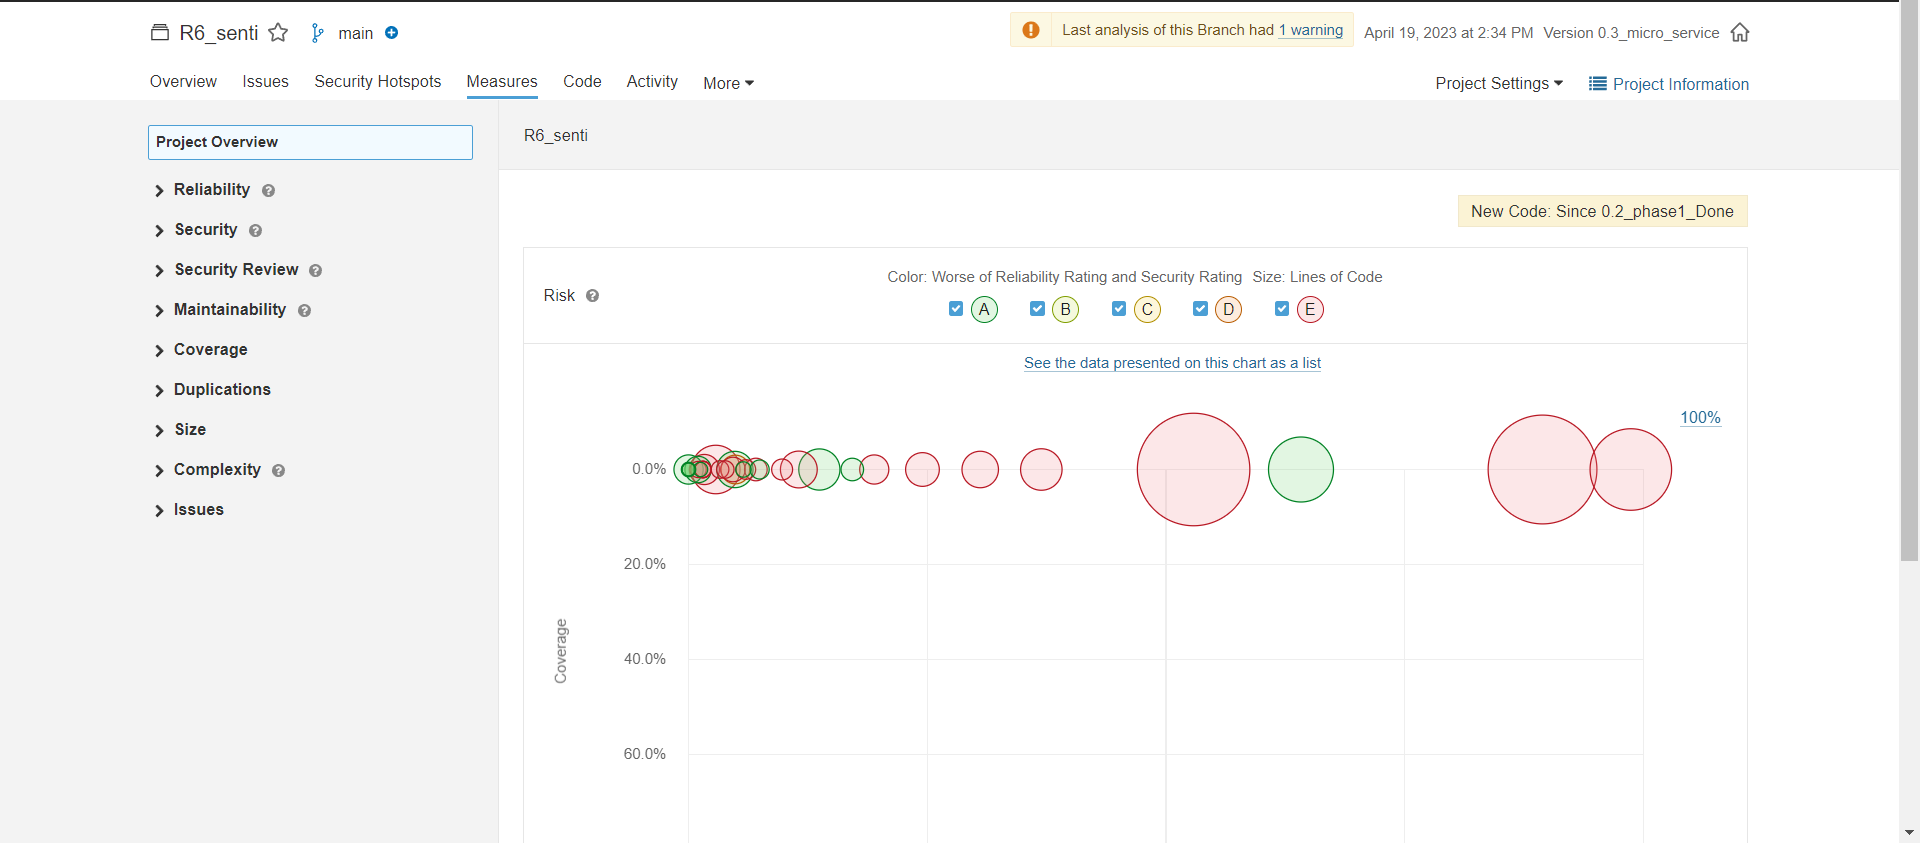 R6_senti main
Last analysis of this Branch had 1 warning
April 19, 2023 at 2:34 PM Version 0.3_micro_service
Overview Issues Security Hotspots Measures Code Activity More
Project Settings Project Information
Project Overview
Reliability
Security
Security Review
Maintainability
Coverage
Duplications
Size
Complexity
Issues
R6_senti
New Code: Since 0.2_phase1_Done
Risk
Color: Worse of Reliability Rating and Security Rating Size: Lines of Code
A B C D E
See the data presented on this chart as a list
100%
0.0%
20.0%
40.0%
60.0%
Coverage